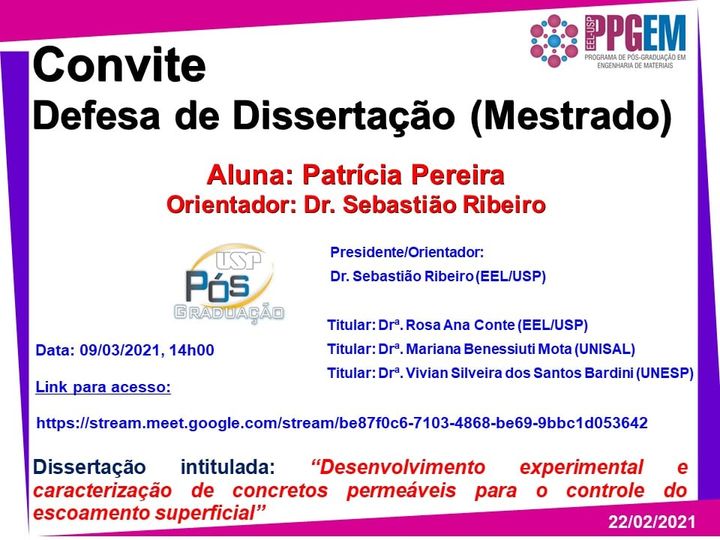 EEL-USP
PPGEM
PROGRAMA DE PÓS-GRADUAÇÃO EM
ENGENHARIA DE MATERIAIS
Convite
Defesa de Dissertação (Mestrado)
Aluna: Patrícia Pereira
Orientador: Dr. Sebastião Ribeiro
USP
Pós
GRADUAÇÃO
Presidente/Orientador:
Dr. Sebastião Ribeiro (EEL/USP)
Titular: Drª. Rosa Ana Conte (EEL/USP)
Titular: Drª. Mariana Benessiuti Mota (UNISAL)
Titular: Drª. Vivian Silveira dos Santos Bardini (UNESP)
Data: 09/03/2021, 14h00
Link para acesso:
https://stream.meet.google.com/stream/be87f0c6-7103-4868-be69-9bbc1d053642
Dissertação intitulada: “Desenvolvimento experimental e
caracterização de concretos permeáveis para o controle do
escoamento superficial”
22/02/2021